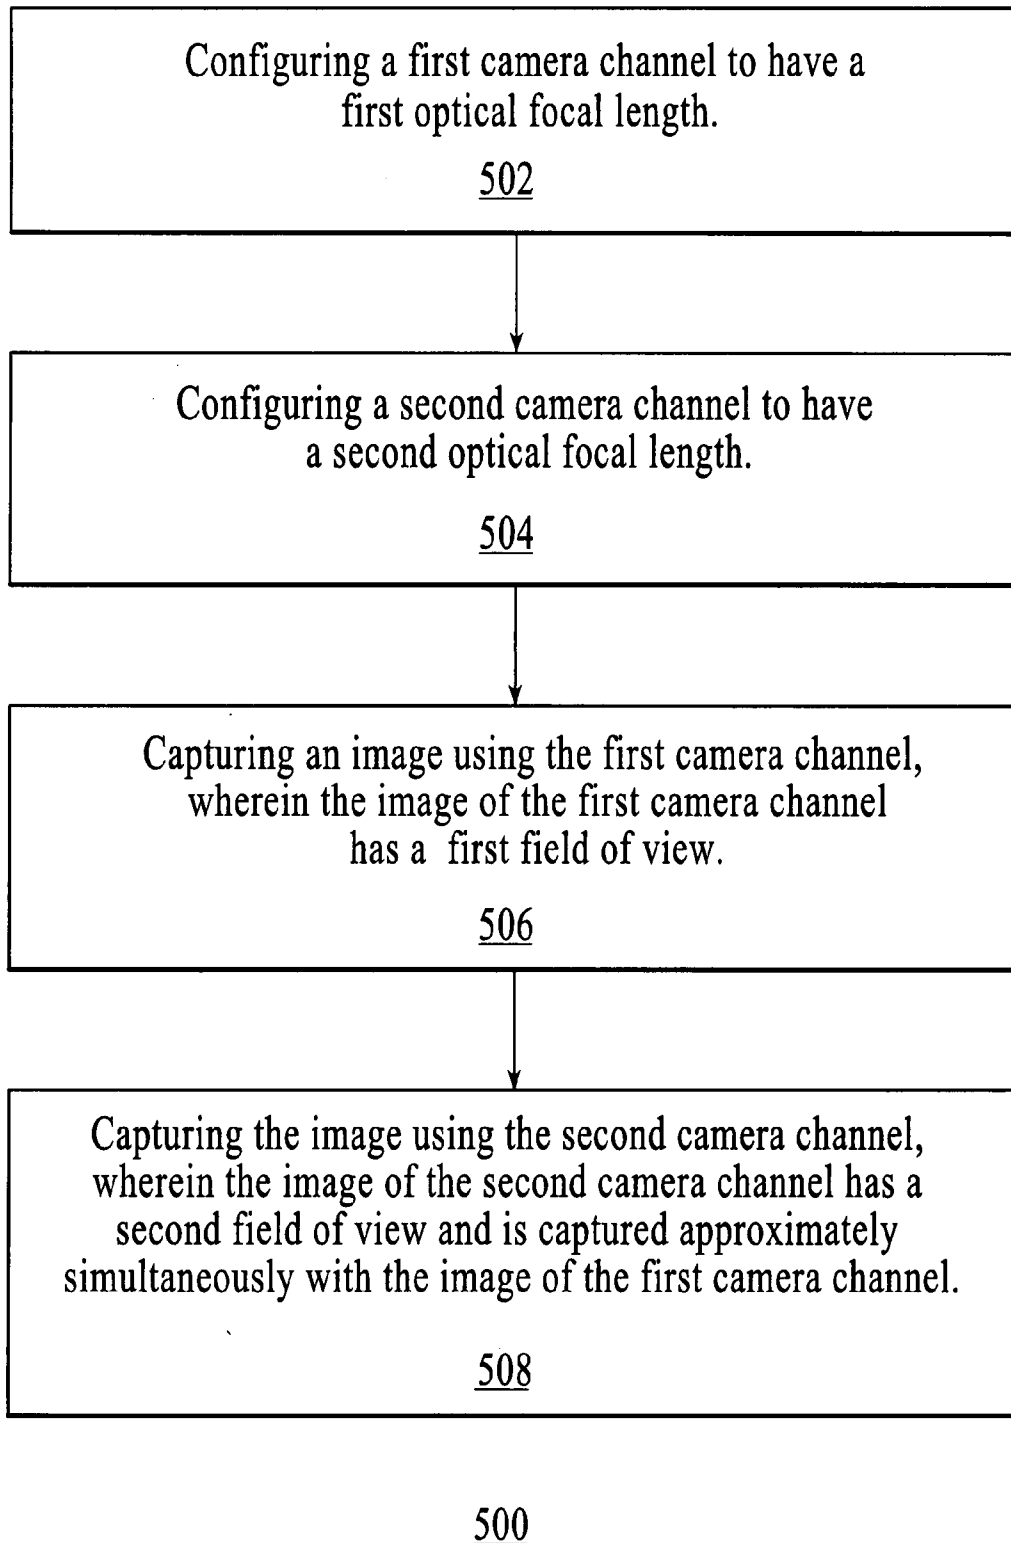 Configuring a first camera channel to have a
first optical focal length.
502
Configuring a second camera channel to have
a second optical focal length.
504
Capturing an image using the first camera channel,
wherein the image of the first camera channel
has a first field of view.
506
Capturing the image using the second camera channel,
wherein the image of the second camera channel has a
second field of view and is captured approximately
simultaneously with the image of the first camera channel.
508
500